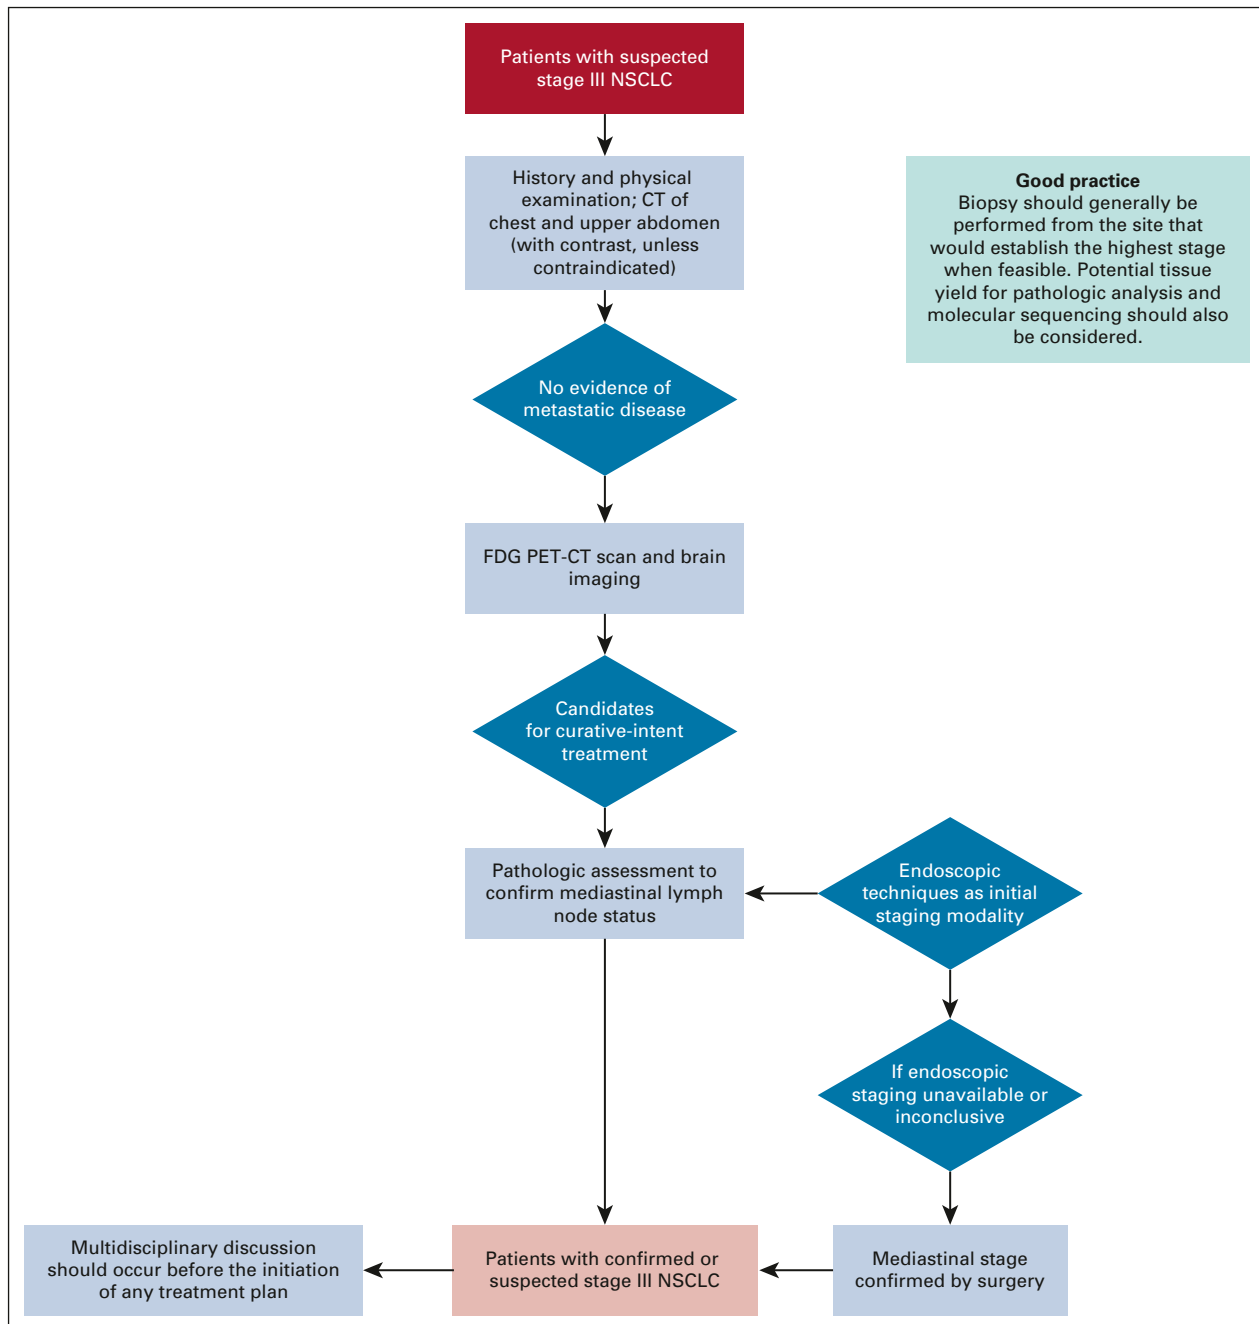 Patients with suspected
stage III NSCLC
History and physical
examination; CT of
chest and upper abdomen
(with contrast, unless
contraindicated)
Good practice
Biopsy should generally be
performed from the site that
would establish the highest stage
when feasible. Potential tissue
yield for pathologic analysis and
molecular sequencing should also
be considered.
No evidence of
metastatic disease
FDG PET-CT scan and brain
imaging
Candidates
for curative-intent
treatment
Pathologic assessment to
confirm mediastinal lymph
node status
Endoscopic
techniques as initial
staging modality
If endoscopic
staging unavailable or
inconclusive
Multidisciplinary discussion
should occur before the initiation
of any treatment plan
Patients with confirmed or
suspected stage III NSCLC
Mediastinal stage
confirmed by surgery